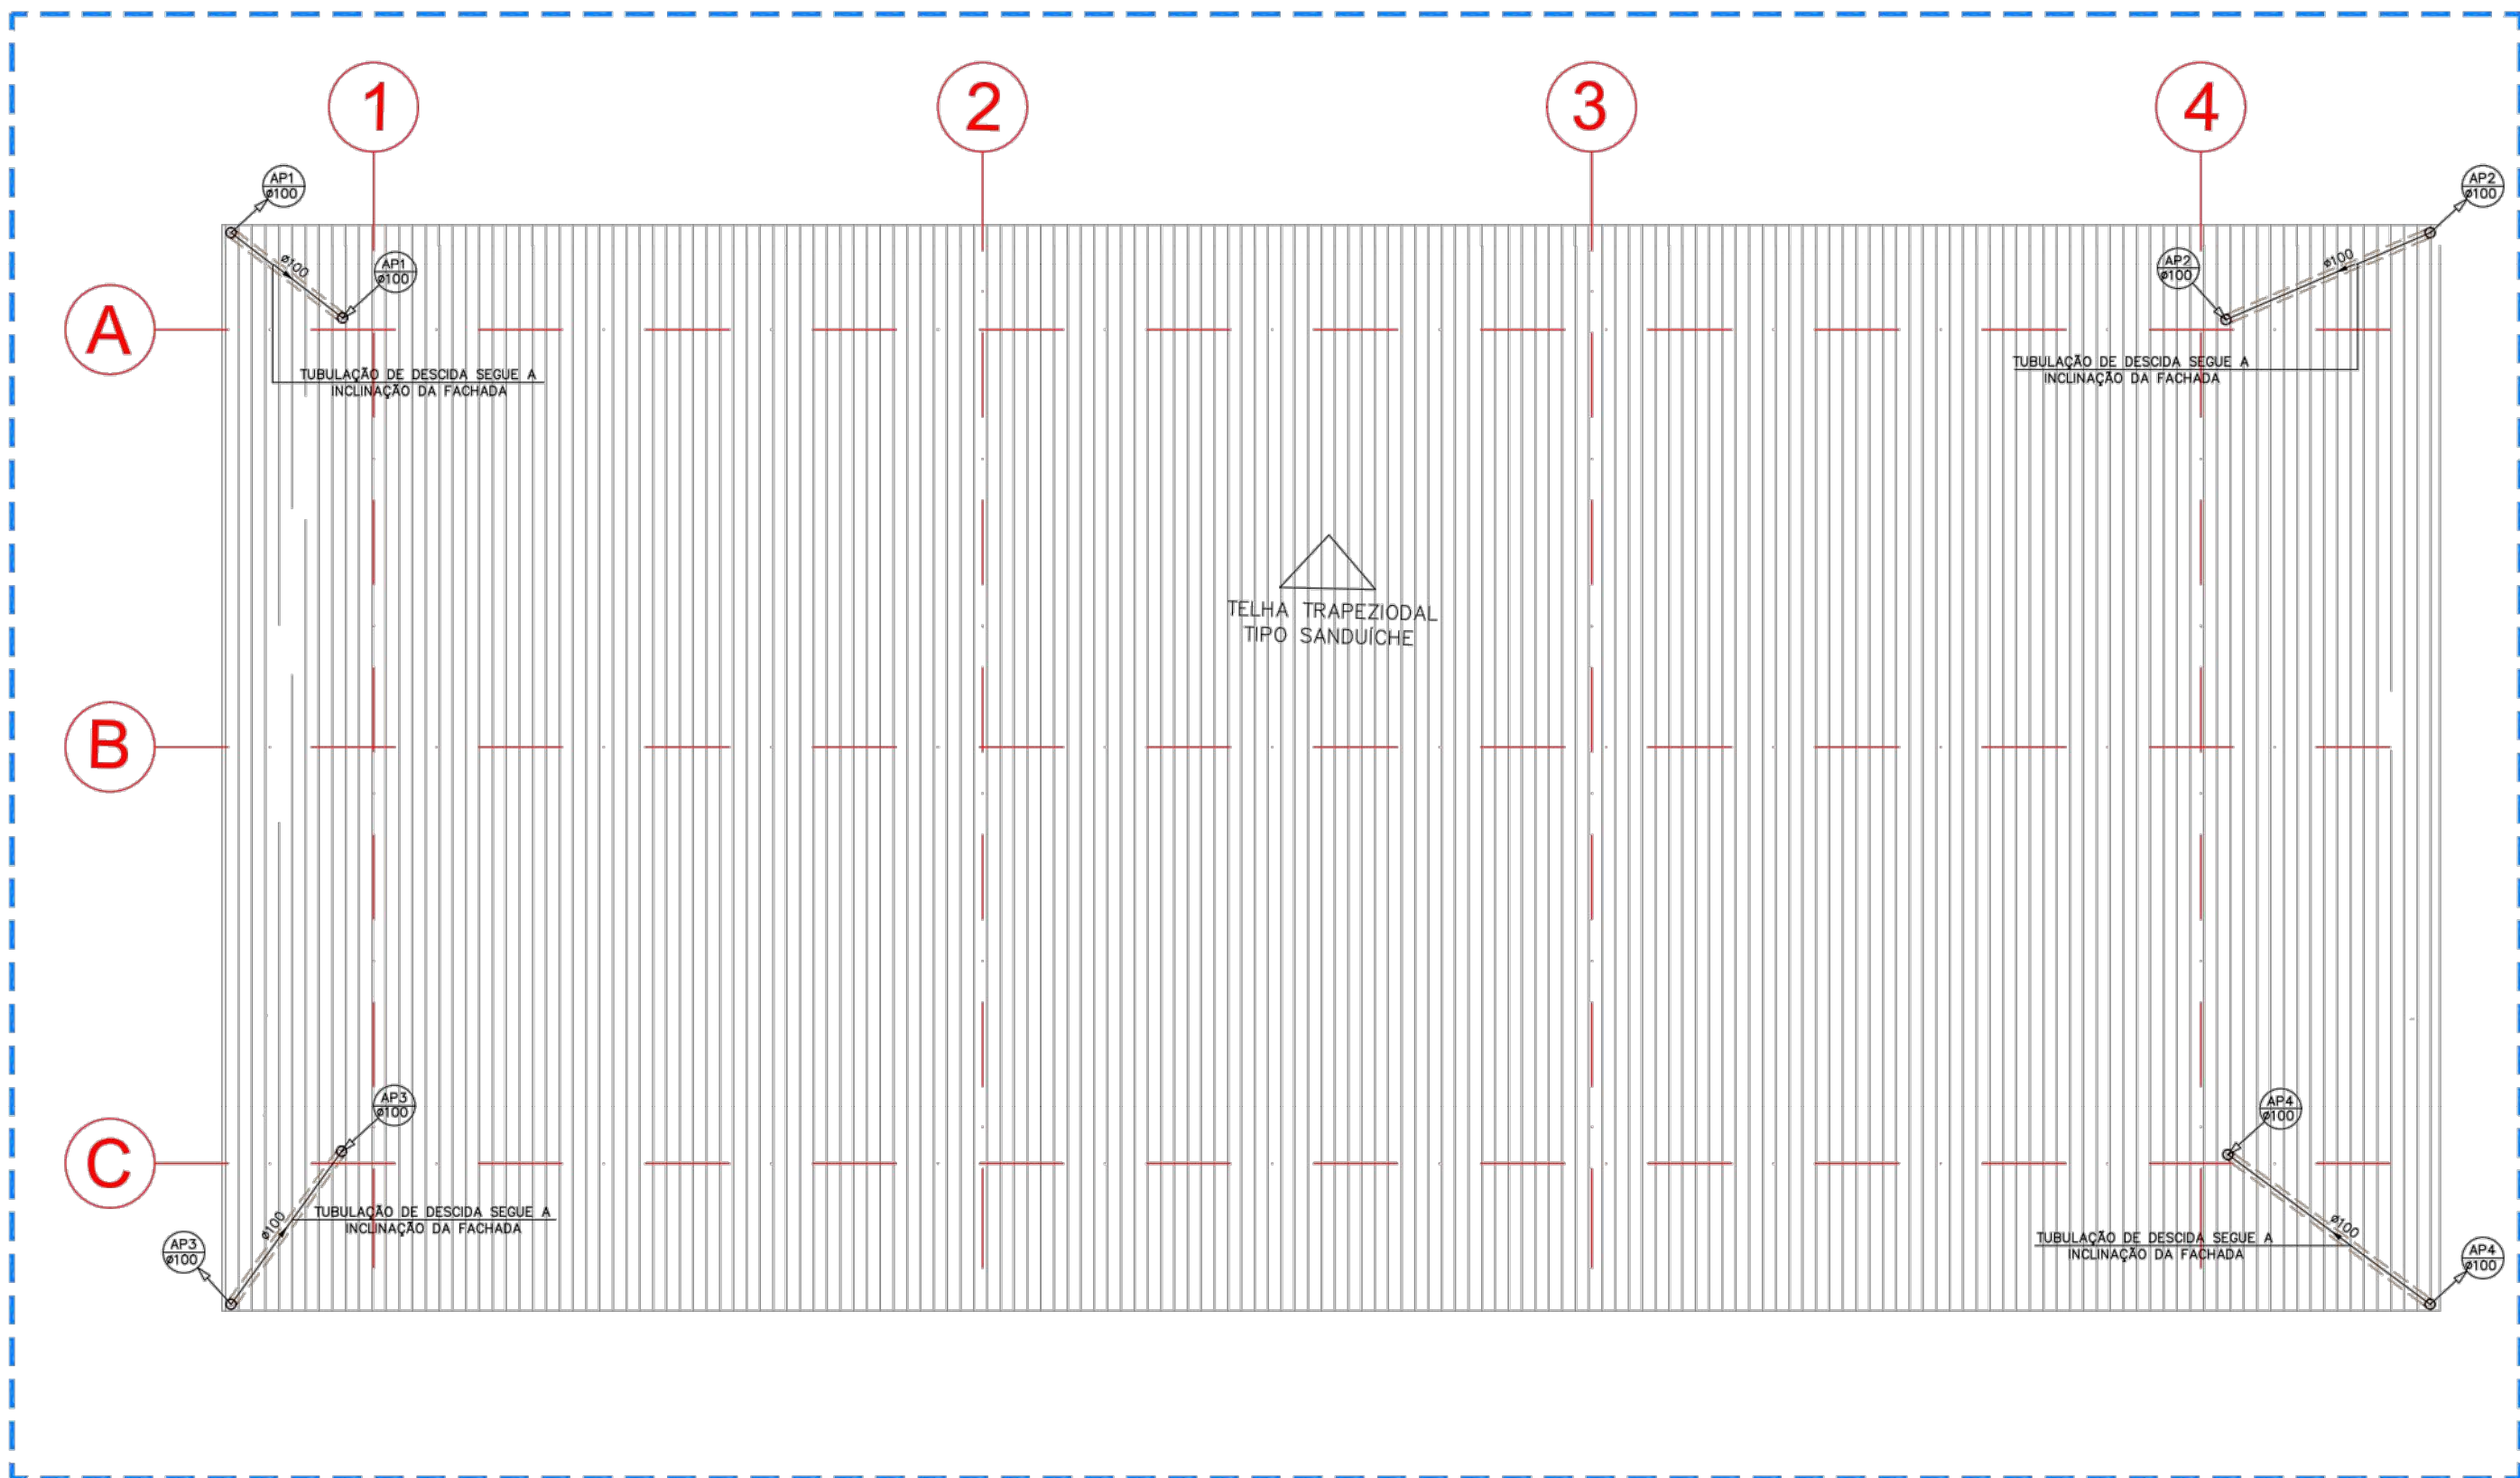 1
2
3
4
AP1
ø100
AP2
ø100
ø100
AP1
ø100
AP2
ø100
ø100
A
TUBULAÇÃO DE DESCIDA SEGUE A
INCLINAÇÃO DA FACHADA
TUBULAÇÃO DE DESCIDA SEGUE A
INCLINAÇÃO DA FACHADA
TELHA TRAPEZIODAL
TIPO SANDUÍCHE
B
AP3
ø100
AP4
ø100
C
ø100
TUBULAÇÃO DE DESCIDA SEGUE A
INCLINAÇÃO DA FACHADA
ø100
TUBULAÇÃO DE DESCIDA SEGUE A
INCLINAÇÃO DA FACHADA
AP3
ø100
AP4
ø100